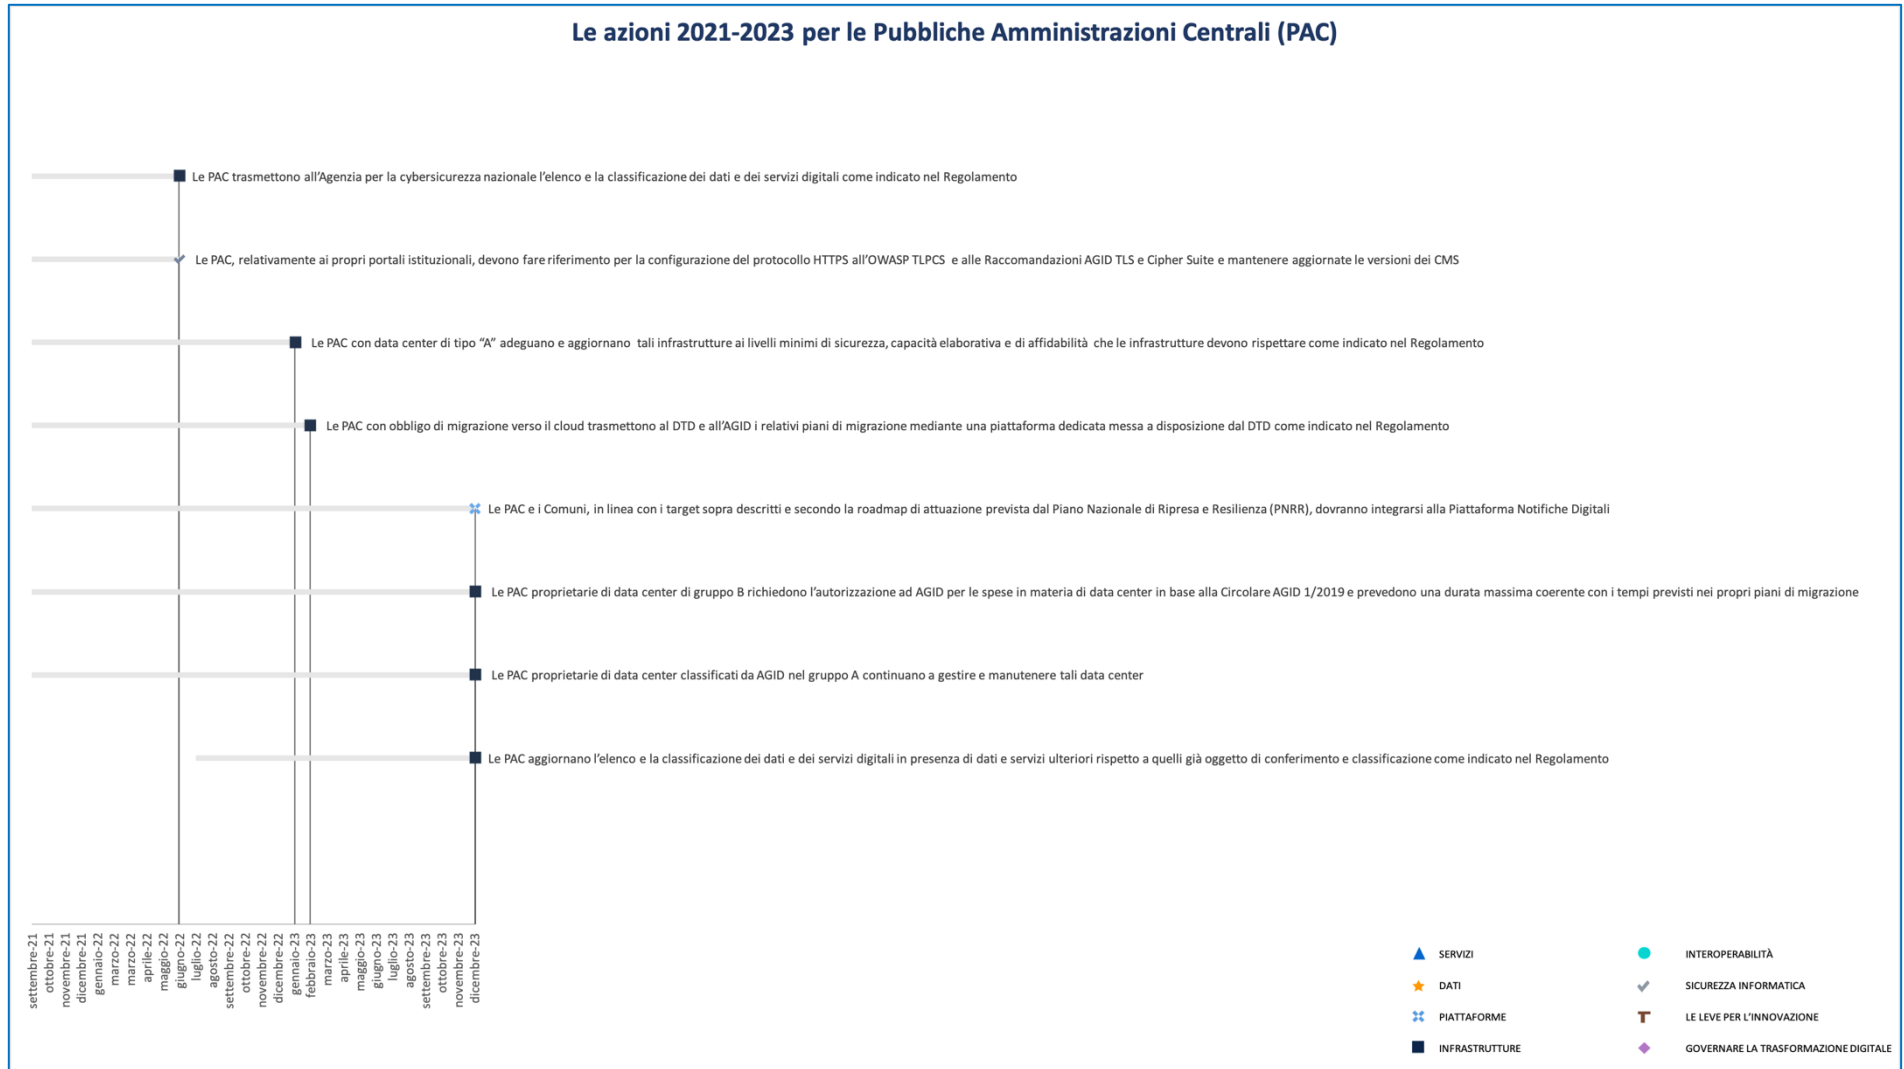 Le azioni 2021-2023 per le Pubbliche Amministrazioni Centrali (PAC)
Le PAC trasmettono all’Agenzia per la cybersicurezza nazionale l’elenco e la classificazione dei dati e dei servizi digitali come indicato nel Regolamento
Le PAC, relativamente ai propri portali istituzionali, devono fare riferimento per la configurazione del protocollo HTTPS all’OWASP TLPCS e alle Raccomandazioni AGID TLS e Cipher Suite e mantenere aggiornate le versioni dei CMS
Le PAC con data center di tipo “A” adeguano e aggiornano tali infrastrutture ai livelli minimi di sicurezza, capacità elaborativa e di affidabilità che le infrastrutture devono rispettare come indicato nel Regolamento
Le PAC con obbligo di migrazione verso il cloud trasmettono al DTD e all’AGID i relativi piani di migrazione mediante una piattaforma dedicata messa a disposizione dal DTD come indicato nel Regolamento
Le PAC e i Comuni, in linea con i target sopra descritti e secondo la roadmap di attuazione prevista dal Piano Nazionale di Ripresa e Resilienza (PNRR), dovranno integrarsi alla Piattaforma Notifiche Digitali
Le PAC proprietarie di data center di gruppo B richiedono l’autorizzazione ad AGID per le spese in materia di data center in base alla Circolare AGID 1/2019 e prevedono una durata massima coerente con i tempi previsti nei propri piani di migrazione
Le PAC proprietarie di data center classificati da AGID nel gruppo A continuano a gestire e manutenere tali data center
Le PAC aggiornano l’elenco e la classificazione dei dati e dei servizi digitali in presenza di dati e servizi ulteriori rispetto a quelli già oggetto di conferimento e classificazione come indicato nel Regolamento
settembre-21
ottobre-21
novembre-21
dicembre-21
gennaio-22
marzo-22
marzo-22
aprile-22
maggio-22
giugno-22
luglio-22
agosto-22
settembre-22
ottobre-22
novembre-22
dicembre-22
gennaio-23
febbraio-23
marzo-23
aprile-23
maggio-23
giugno-23
luglio-23
agosto-23
settembre-23
ottobre-23
novembre-23
dicembre-23
SERVIZI
DATI
PIATTAFORME
INFRASTRUTTURE
INTEROPERABILITÀ
SICUREZZA INFORMATICA
LE LEVE PER L’INNOVAZIONE
GOVERNARE LA TRASFORMAZIONE DIGITALE